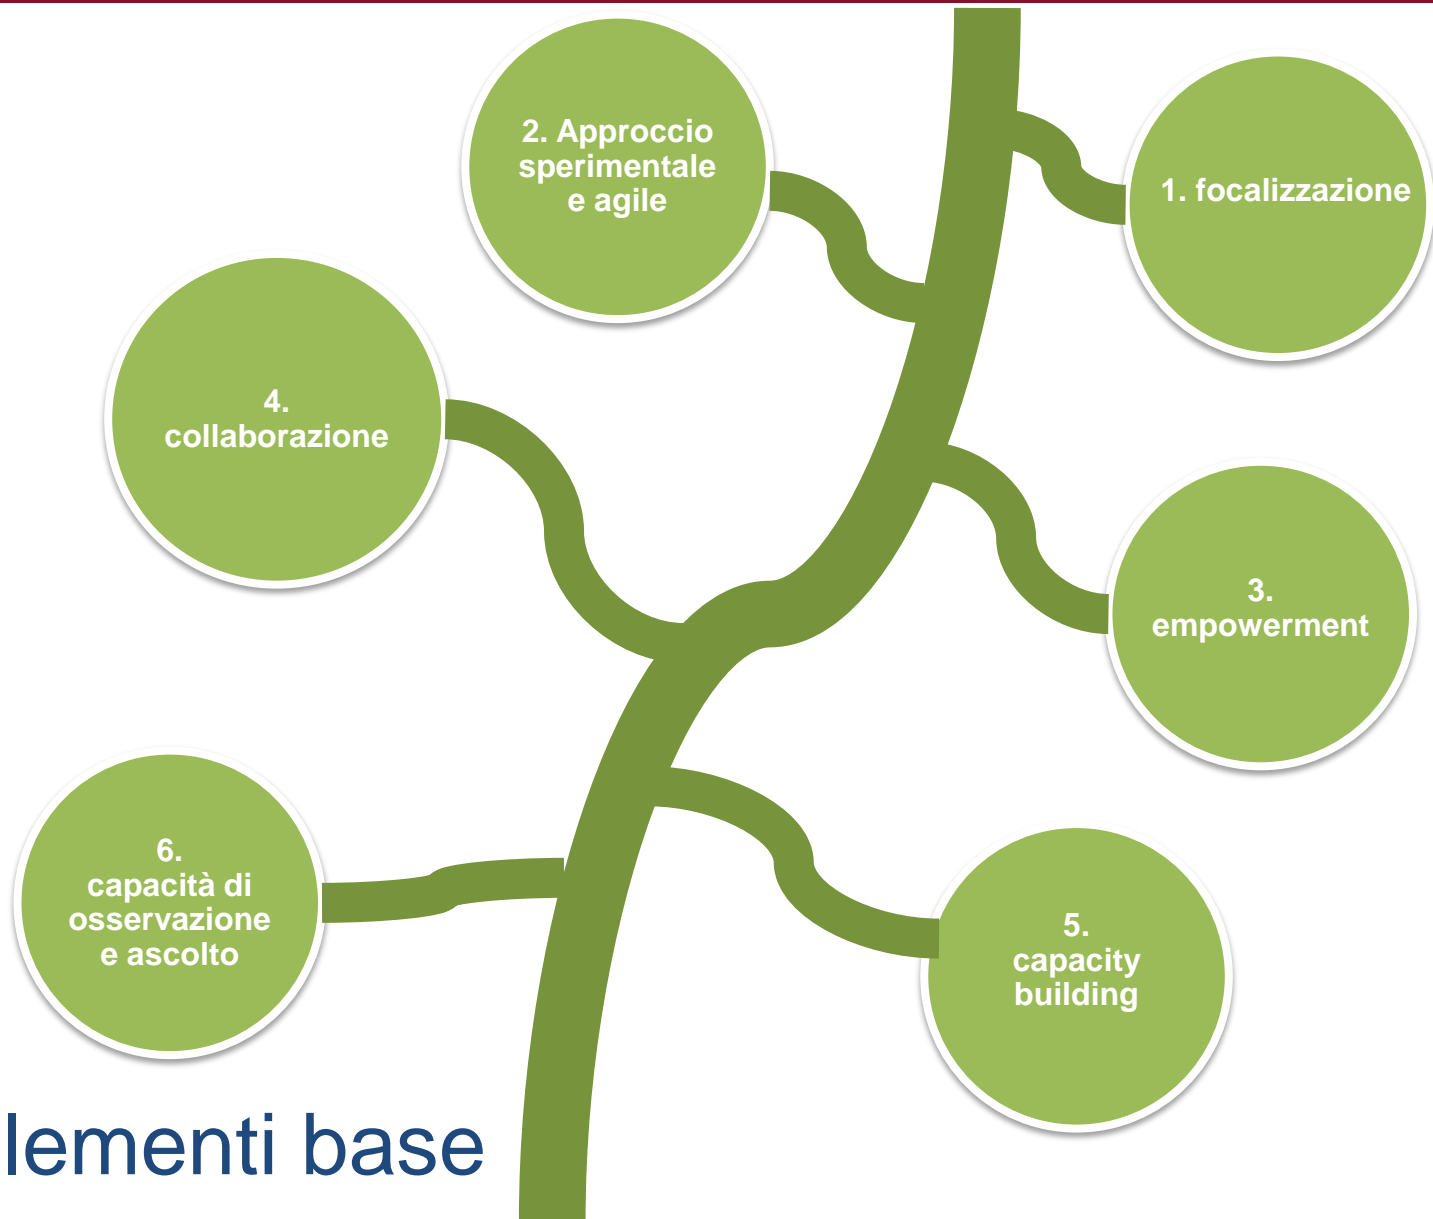 1. focalizzazione
2. Approccio
sperimentale
e agile
3.
empowerment
4.
collaborazione
5.
capacity
building
6.
capacità di
osservazione
e ascolto
lementi base